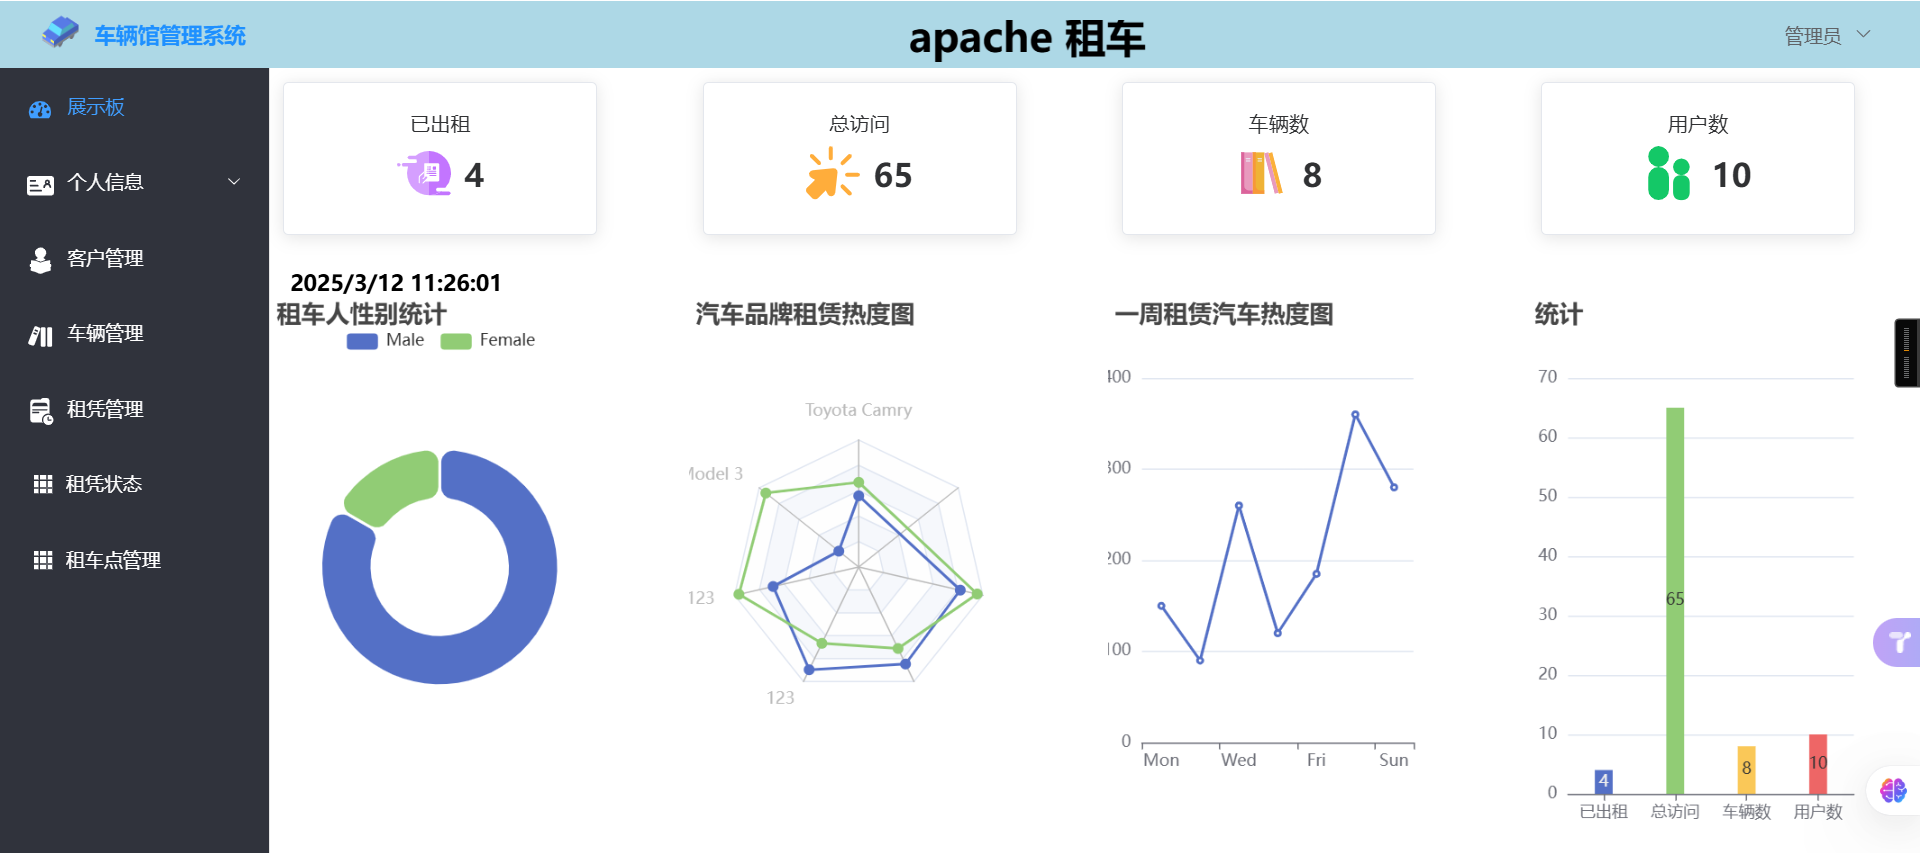 车辆馆管理系统
apache 租车
管理员
展示板
个人信息
客户管理
车辆管理
租凭管理
租凭状态
租车点管理
已出租
4
总访问
65
车辆数
8
用户数
10
2025/3/12 11:26:01
租车人性别统计
Male
Female
汽车品牌租赁热度图
Toyota Camry
Model 3
123
123
一周租赁汽车热度图
400
300
200
100
0
Mon
Wed
Fri
Sun
统计
70
60
50
40
30
20
10
0
4
65
8
10
已出租
总访问
车辆数
用户数